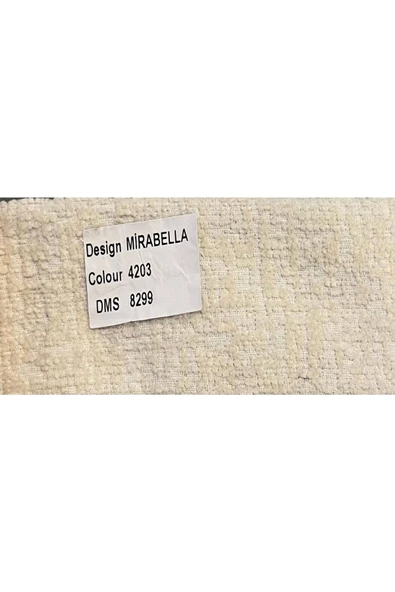 Design MİRABELLA
Colour 4203
DMS 8299